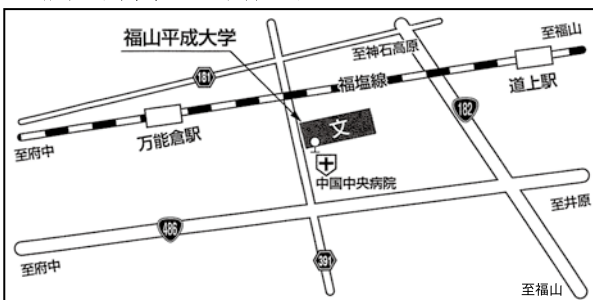 福山平成大学
至神石高原
至福山
181
福塩線
道上駅
182
万能倉駅
文
至府中
中国中央病院
至井原
486
391
至府中
至福山